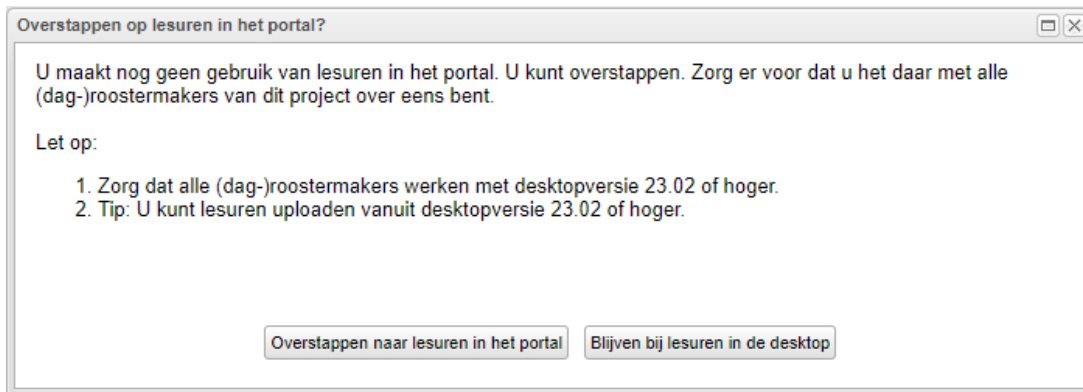 Overstappen op lesuren in het portal?
U maakt nog geen gebruik van lesuren in het portal. U kunt overstappen. Zorg er voor dat u het daar met alle
(dag-)roostermakers van dit project over eens bent.
Let op:
1. Zorg dat alle (dag-)roostermakers werken met desktopversie 23.02 of hoger.
2. Tip: U kunt lesuren uploaden vanuit desktopversie 23.02 of hoger.
Overstappen naar lesuren in het portal Blijven bij lesuren in de desktop